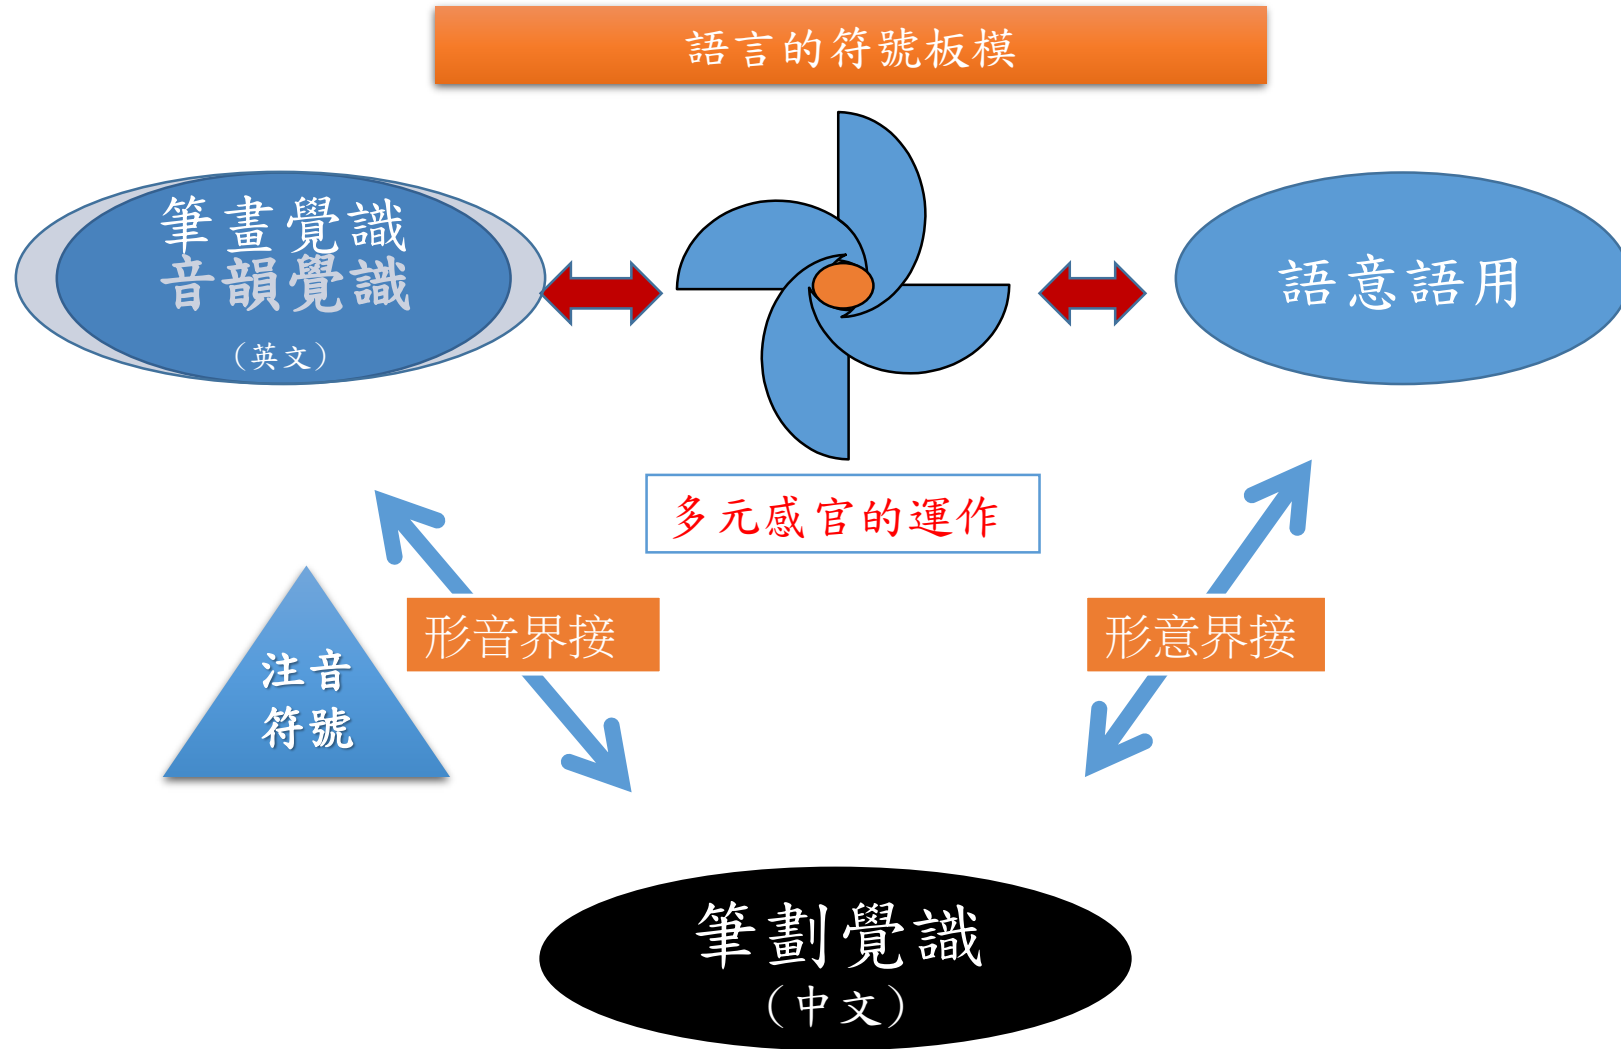 語言的符號板模
筆畫覺識
音韻覺識
（英文）
語意語用
多元感官的運作
形音界接
形意界接
注音
符號
筆劃覺識
（中文）